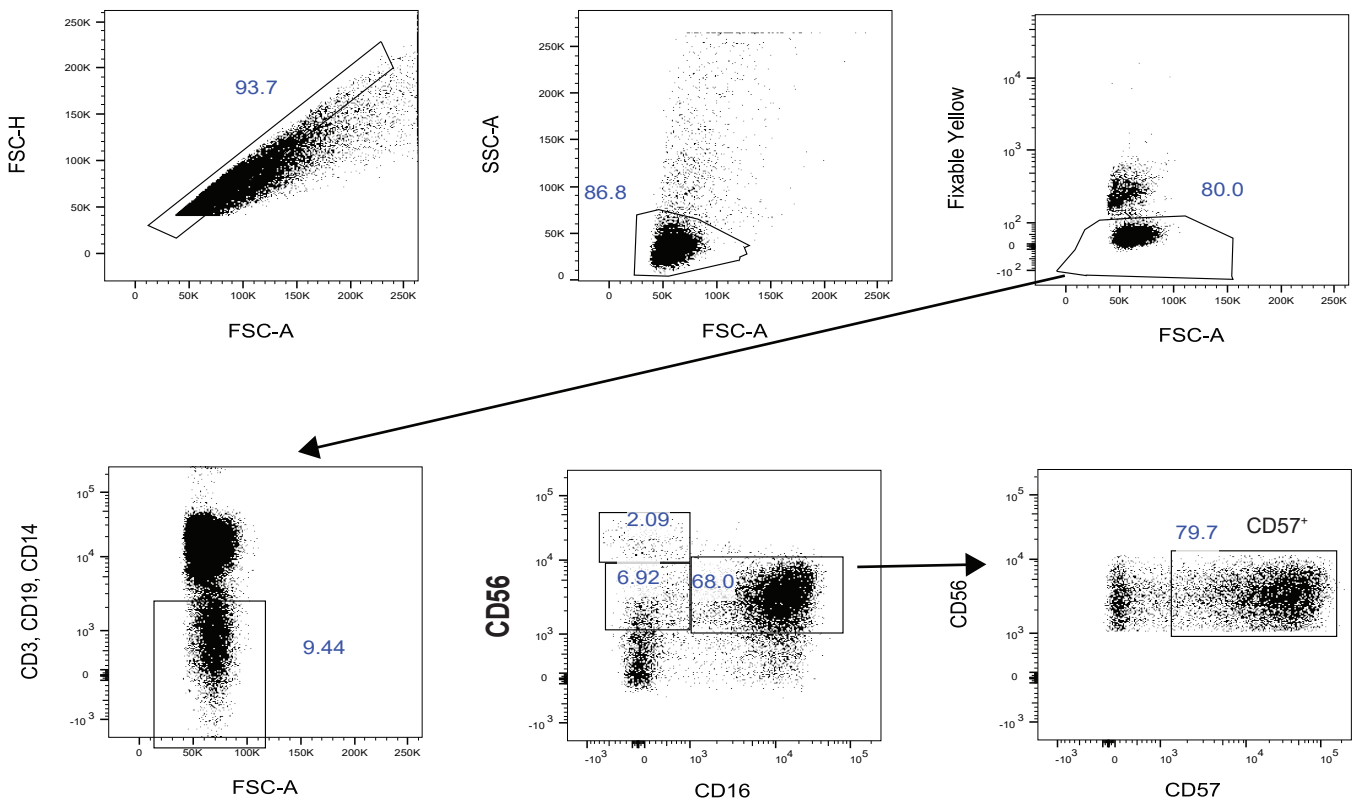 250K
200K
150K
100K
50K
0
FSC-H
93.7
0 50K 100K 150K 200K 250K
FSC-A
250K
200K
150K
100K
50K
0
SSC-A
86.8
0 50K 100K 150K 200K 250K
FSC-A
10 4
10 3
10 2
0
-10 2
Fixable Yellow
80.0
0 50K 100K 150K 200K 250K
FSC-A
10 5
10 4
10 3
0
-10 3
CD3, CD19, CD14
9.44
0 50K 100K 150K 200K 250K
FSC-A
10 5
10 4
10 3
0
-10 3
CD56
2.09
6.92 68.0
-10 3 0 10 3 10 4 10 5
CD16
10 5
10 4
10 3
0
-10 3
CD56
79.7 CD57+
-10 3 0 10 3 10 4 10 5
CD57